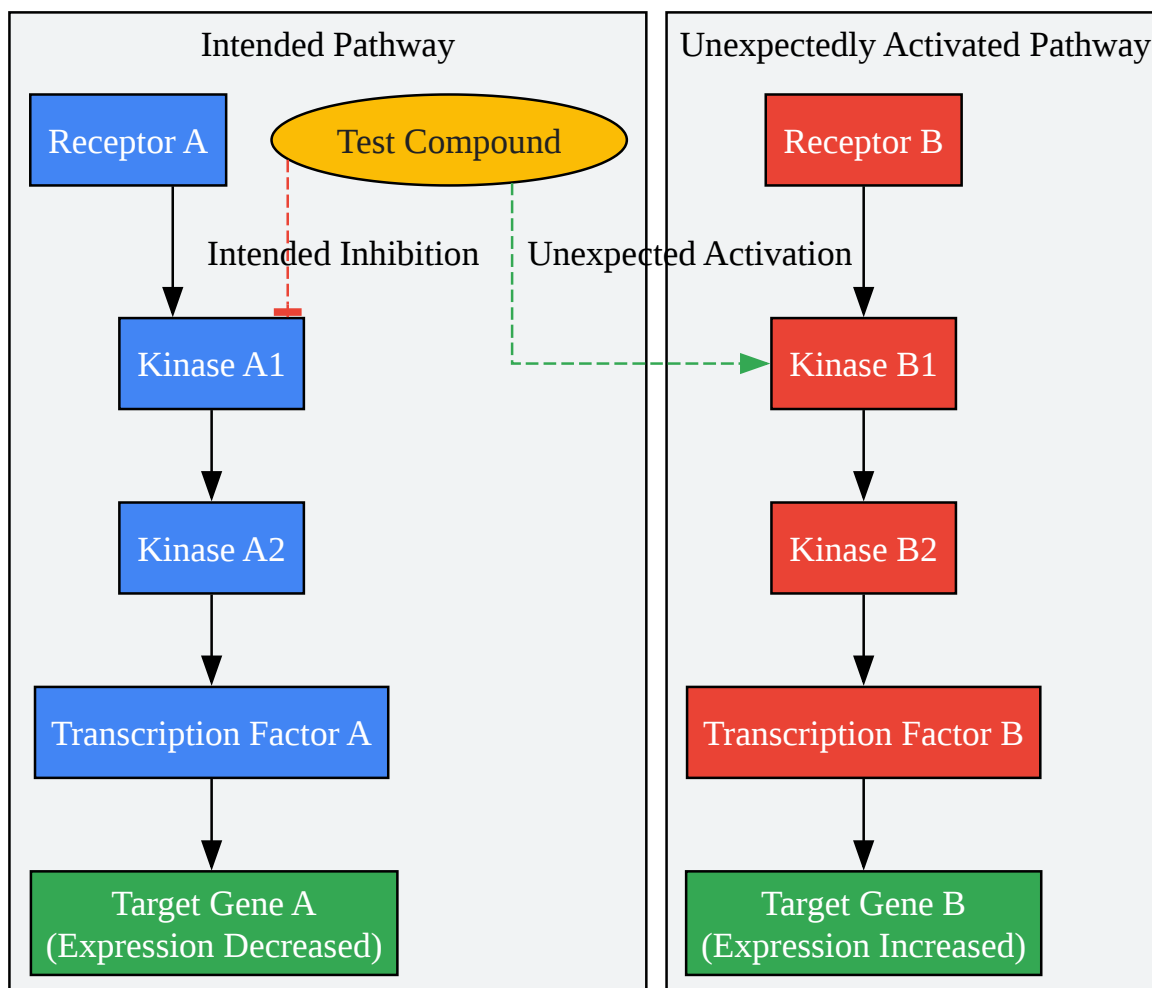 Intended Pathway
Unexpectedly Activated Pathway
Receptor A
Test Compound
Receptor B
Intended Inhibition
Unexpected Activation
Kinase A1
Kinase B1
Kinase A2
Kinase B2
Transcription Factor A
Transcription Factor B
Target Gene A
(Expression Decreased)
Target Gene B
(Expression Increased)